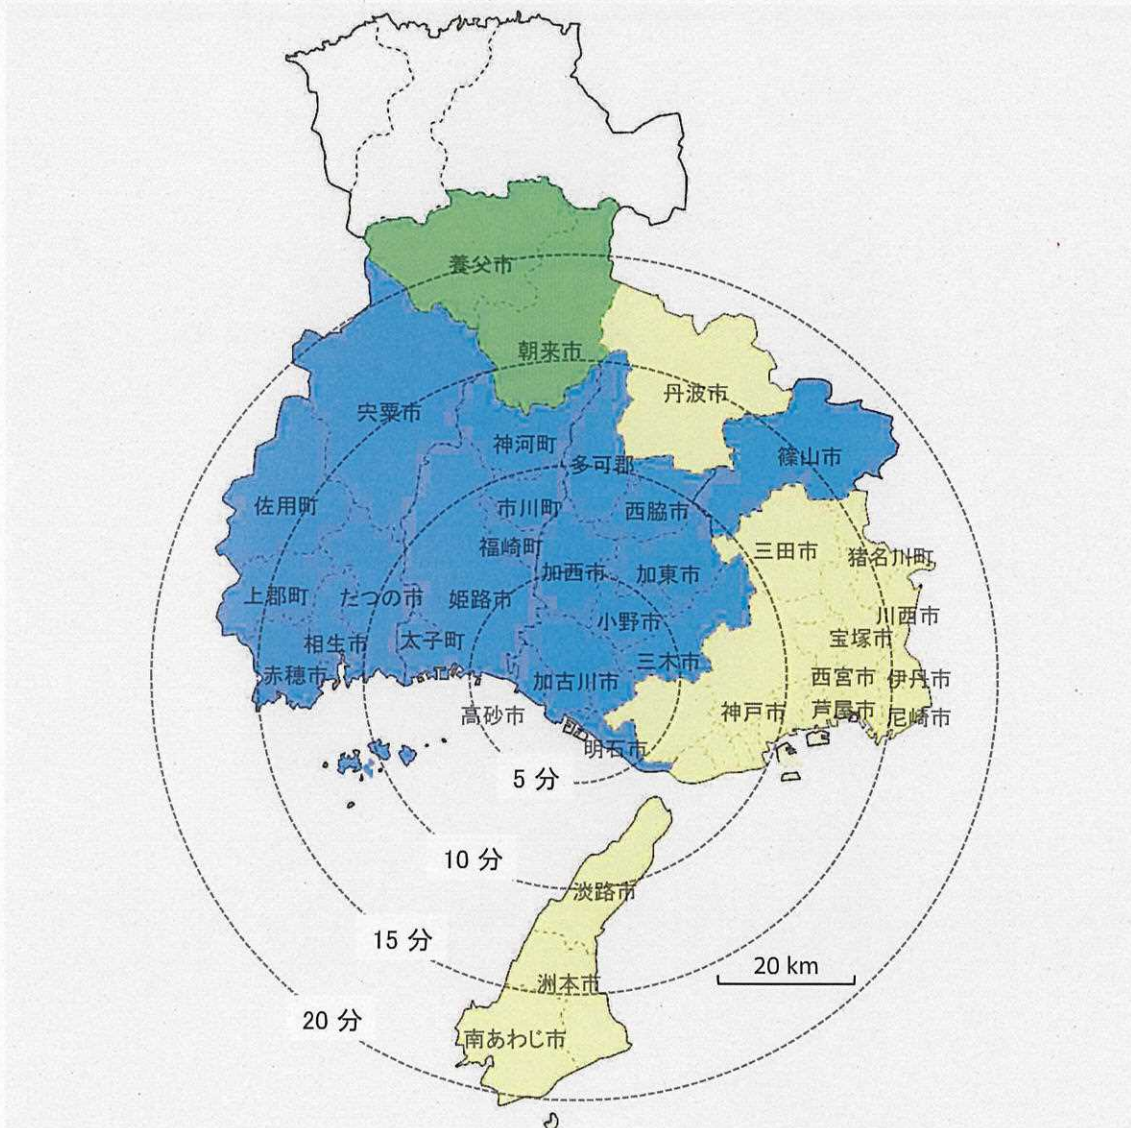 養父市
朝来市
丹波市
宍粟市
神河町
篠山市
多可郡
佐用町
市川町
西脇市
福崎町
三田市
猪名川町
加西市
加東市
上郡町
たつの市
姫路市
川西市
小野市
宝塚市
相生市
太子町
三木市
赤穂市
加古川市
西宮市
伊丹市
高砂市
神戸市
芦屋市
尼崎市
明石市
5 分
10 分
淡路市
15 分
20 km
洲本市
20 分
南あわじ市